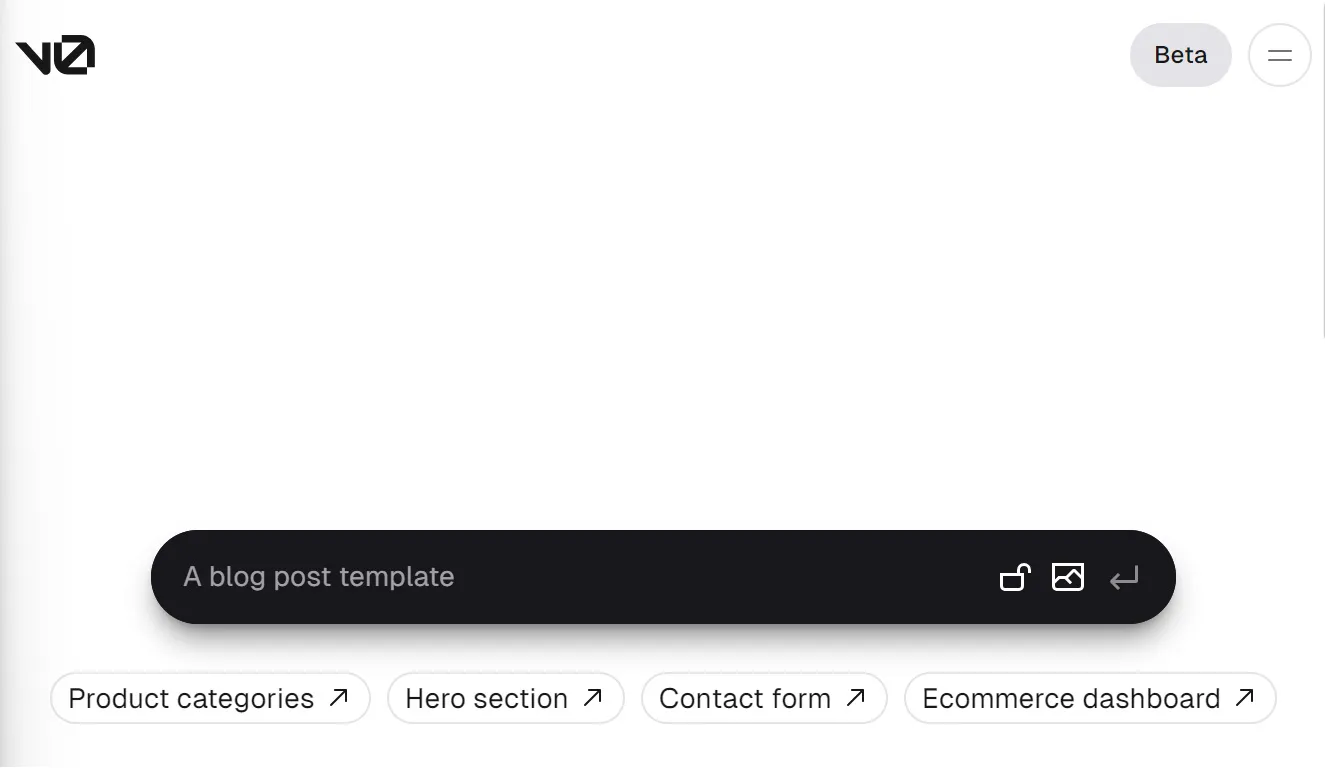 v0
Beta
A blog post template
Product categories
Hero section
Contact form
Ecommerce dashboard